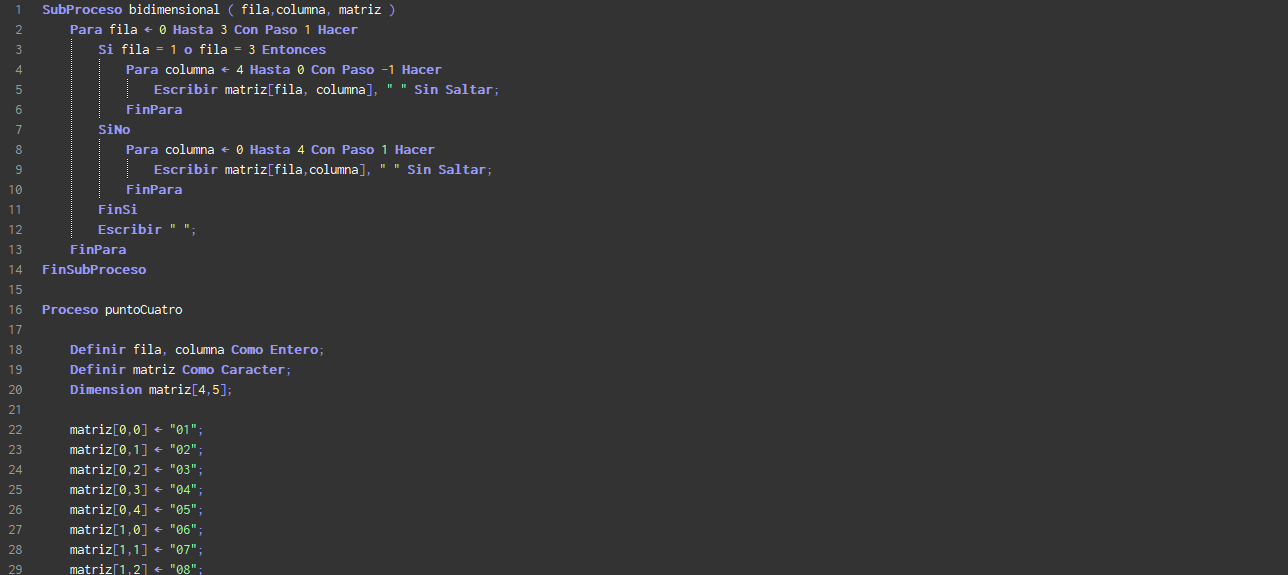 1 SubProceso bidimensional ( fila,columna, matriz )
2 Para fila ← 0 Hasta 3 Con Paso 1 Hacer
3 Si fila = 1 o fila = 3 Entonces
4 Para columna ← 4 Hasta 0 Con Paso -1 Hacer
5 Escribir matriz[fila, columna], " " Sin Saltar;
6 FinPara
7 SiNo
8 Para columna ← 0 Hasta 4 Con Paso 1 Hacer
9 Escribir matriz[fila,columna], " " Sin Saltar;
10 FinPara
11 FinSi
12 Escribir " ";
13 FinPara
14 FinSubProceso
15
16 Proceso puntoCuatro
17
18 Definir fila, columna Como Entero;
19 Definir matriz Como Caracter;
20 Dimension matriz[4,5];
21
22 matriz[0,0] ← "01";
23 matriz[0,1] ← "02";
24 matriz[0,2] ← "03";
25 matriz[0,3] ← "04";
26 matriz[0,4] ← "05";
27 matriz[1,0] ← "06";
28 matriz[1,1] ← "07";
29 matriz[1,2] ← "08";